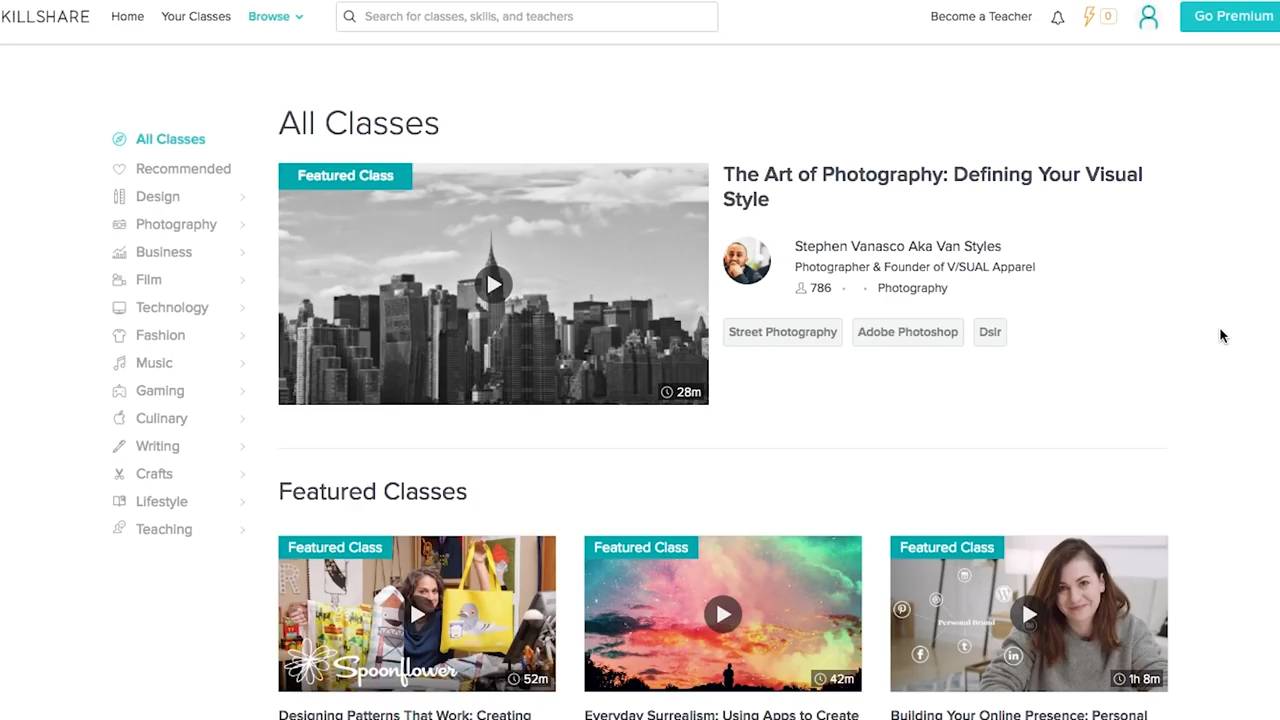 KILLSHARE
Home
Your Classes
Browse
Search for classes, skills, and teachers
Become a Teacher
0
Go Premium
All Classes
Recommended
Design
Photography
Business
Film
Technology
Fashion
Music
Gaming
Culinary
Writing
Crafts
Lifestyle
Teaching
All Classes
Featured Class
28m
The Art of Photography: Defining Your Visual
Style
Stephen Vanasco Aka Van Styles
Photographer & Founder of V/SUAL Apparel
786 · · Photography
Street Photography
Adobe Photoshop
Dslr
Featured Classes
Featured Class
R
Spoonflower
52m
Designing Patterns That Work: Creating
Featured Class
42m
Everyday Surrealism: Using Apps to Create
Featured Class
Personal Brand
1h 8m
Building Your Online Presence: Personal